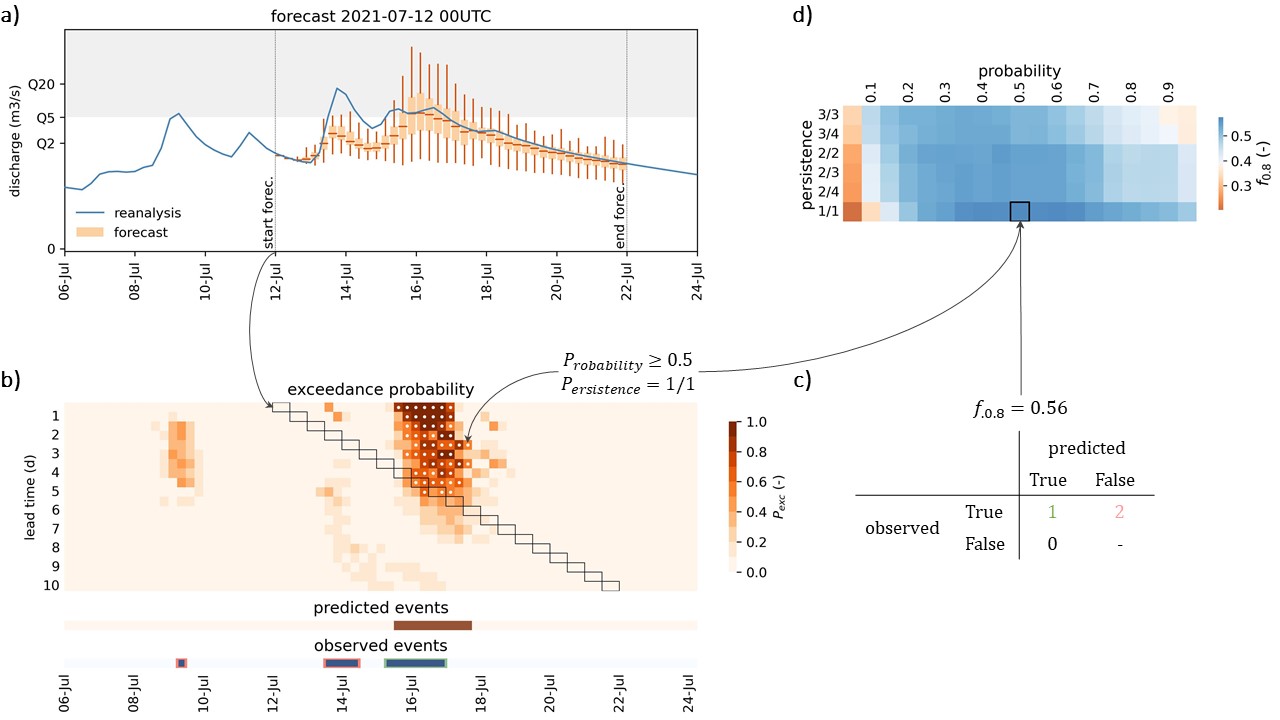 a)
forecast 2021-07-12 00UTC
discharge (m3/s)
Q20
Q5
Q2
0
reanalysis
forecast
start forec.
end forec.
06-Jul
08-Jul
10-Jul
12-Jul
14-Jul
16-Jul
18-Jul
20-Jul
22-Jul
24-Jul
d)
probability
0.1
0.2
0.3
0.4
0.5
0.6
0.7
0.8
0.9
persistence
3/3
3/4
2/2
2/3
2/4
1/1
0.5
0.4
0.3
f0.8 (-)
Probability ≥ 0.5
Persistence = 1/1
b)
exceedance probability
lead time (d)
1
2
3
4
5
6
7
8
9
10
1.0
0.8
0.6
0.4
0.2
0.0
Pexc (-)
predicted events
observed events
06-Jul
08-Jul
10-Jul
12-Jul
14-Jul
16-Jul
18-Jul
20-Jul
22-Jul
24-Jul
c)
f.0.8 = 0.56
predicted
True False
observed
True 1 2
False 0 -